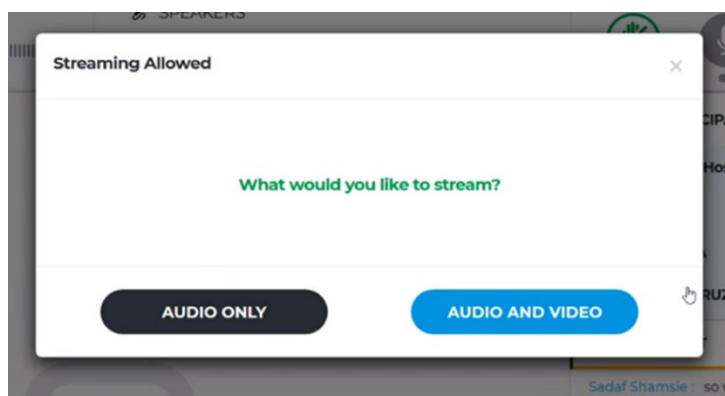 SPEAKERS
Streaming Allowed
×
What would you like to stream?
AUDIO ONLY
AUDIO AND VIDEO
Sadaf Shamsie :